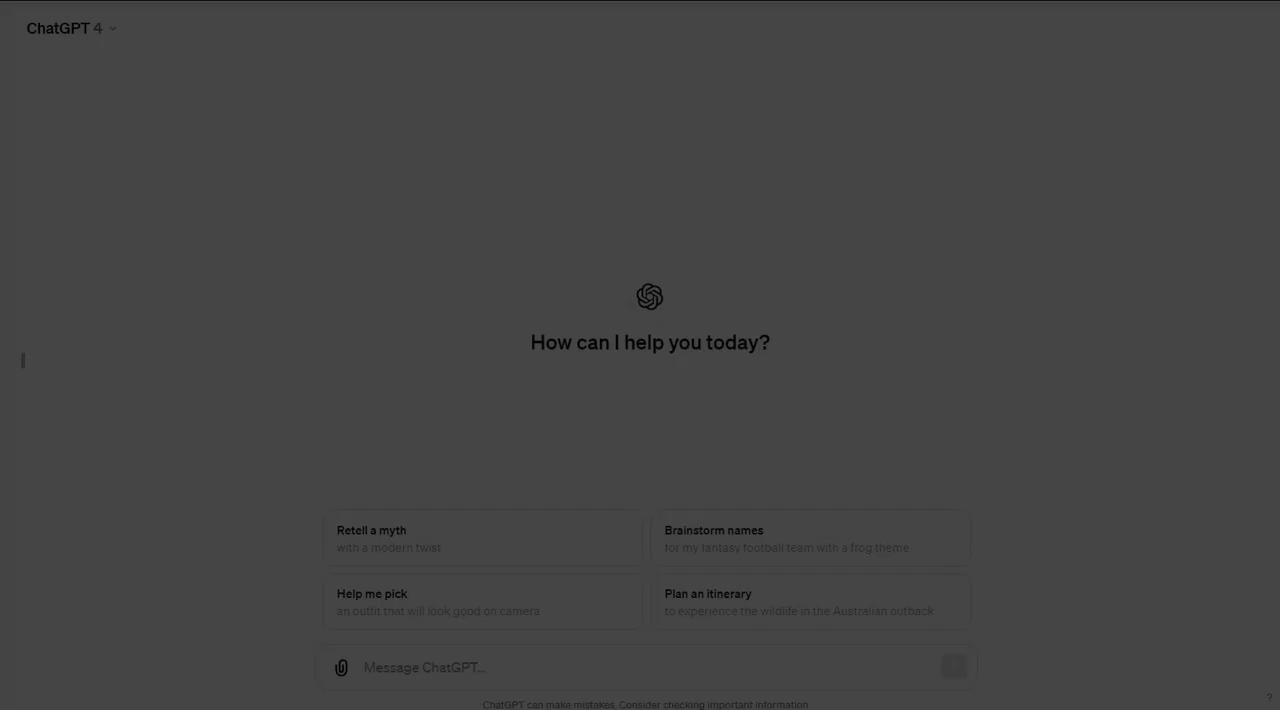 ChatGPT 4
How can I help you today?
Retell a myth
with a modern twist
Brainstorm names
for my fantasy football team with a frog theme
Help me pick
an outfit that will look good on camera
Plan an itinerary
to experience the wildlife in the Australian outback
Message ChatGPT...
ChatGPT can make mistakes. Consider checking important information.
?